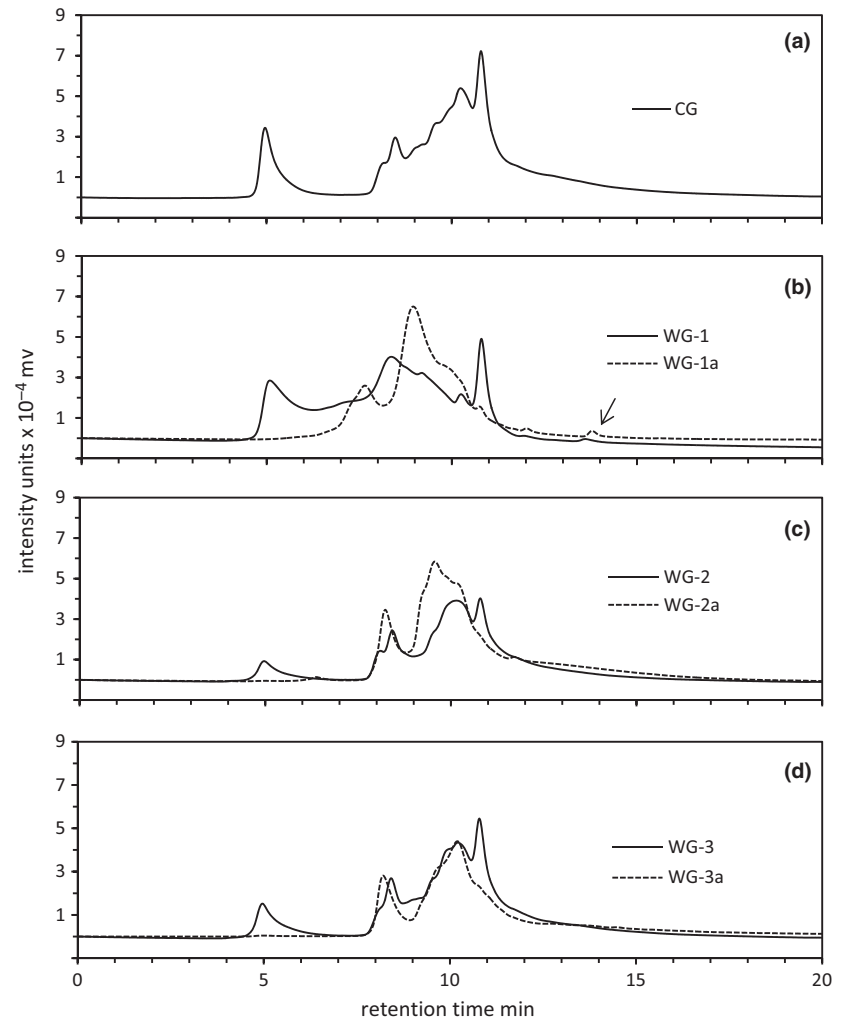 9
7
5
3
1
(a)
CG
9
7
5
3
1
(b)
WG-1
WG-1a
intensity units x 10⁻⁴ mv
9
7
5
3
1
(c)
WG-2
WG-2a
9
7
5
3
1
(d)
WG-3
WG-3a
0 5 10 15 20
retention time min